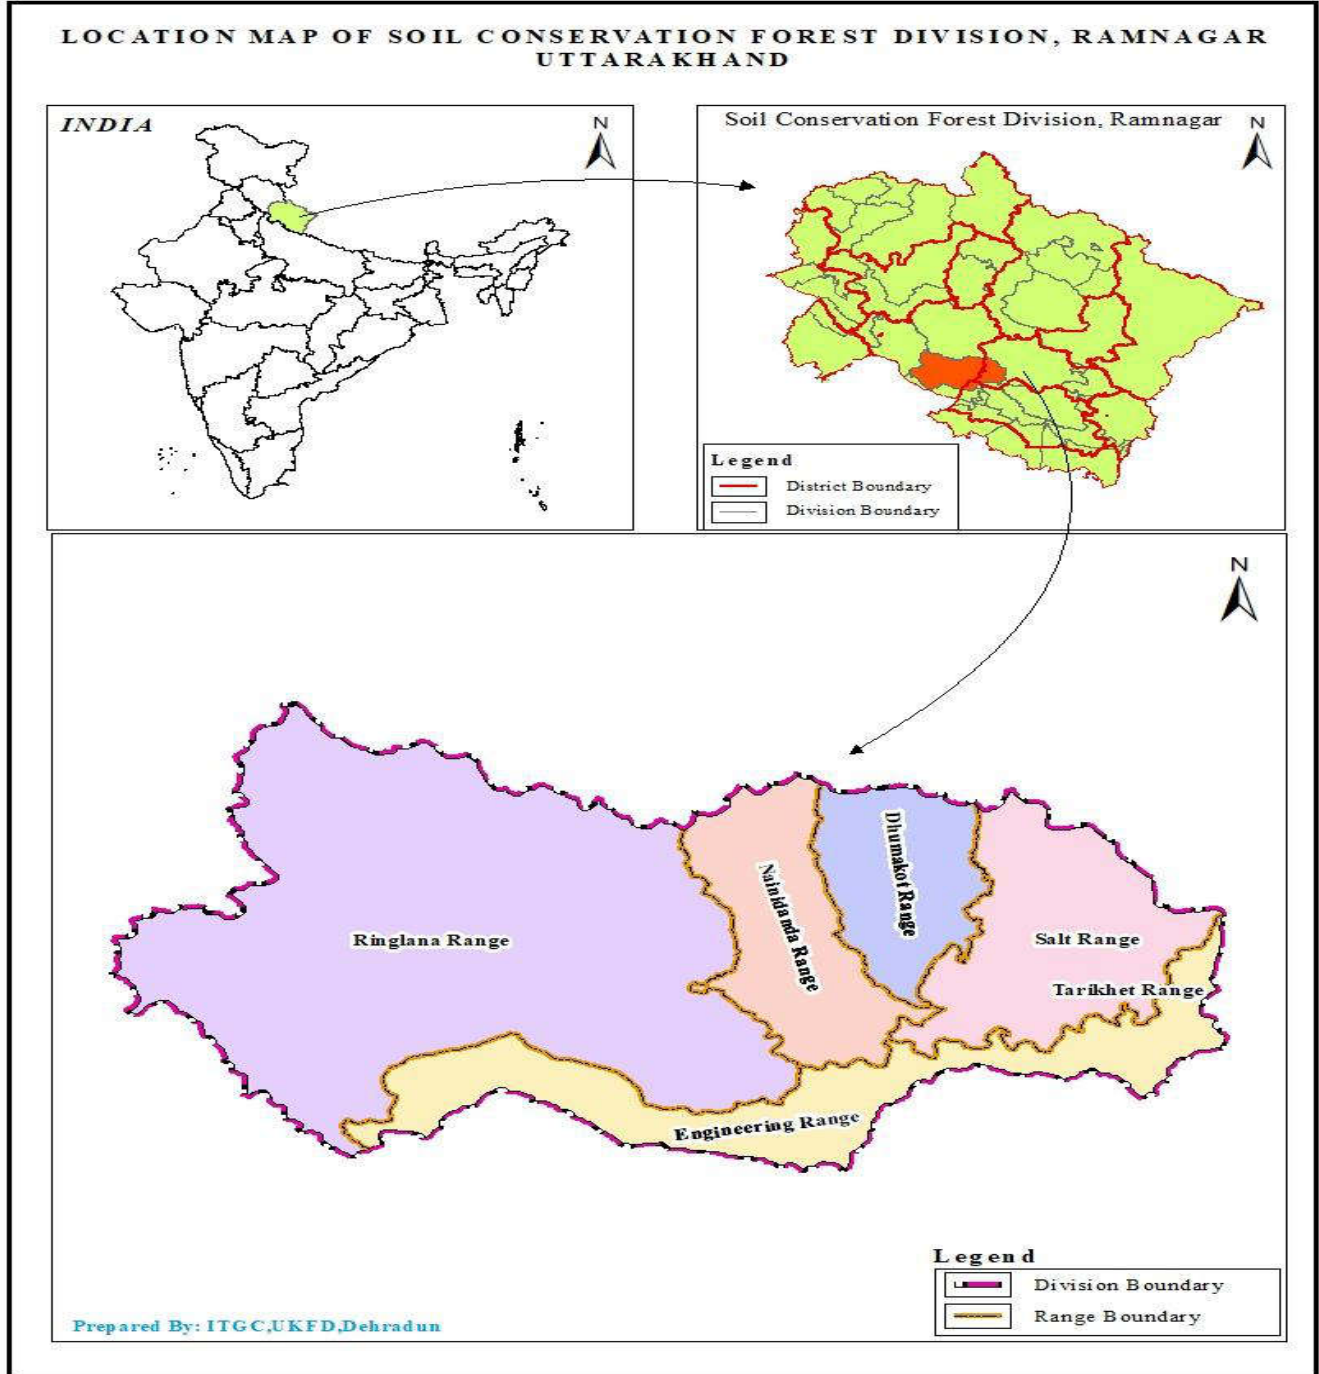 LOCATION MAP OF SOIL CONSERVATION FOREST DIVISION, RAMNAGAR
UTTARAKHAND
INDIA
N
Soil Conservation Forest Division, Ramnagar
N
Legend
District Boundary
Division Boundary
N
Ringlana Range
Nainidanda Range
Dhumakot Range
Salt Range
Tarikhet Range
Engineering Range
Legend
Division Boundary
Range Boundary
Prepared By: ITGC,UKFD,Dehradun